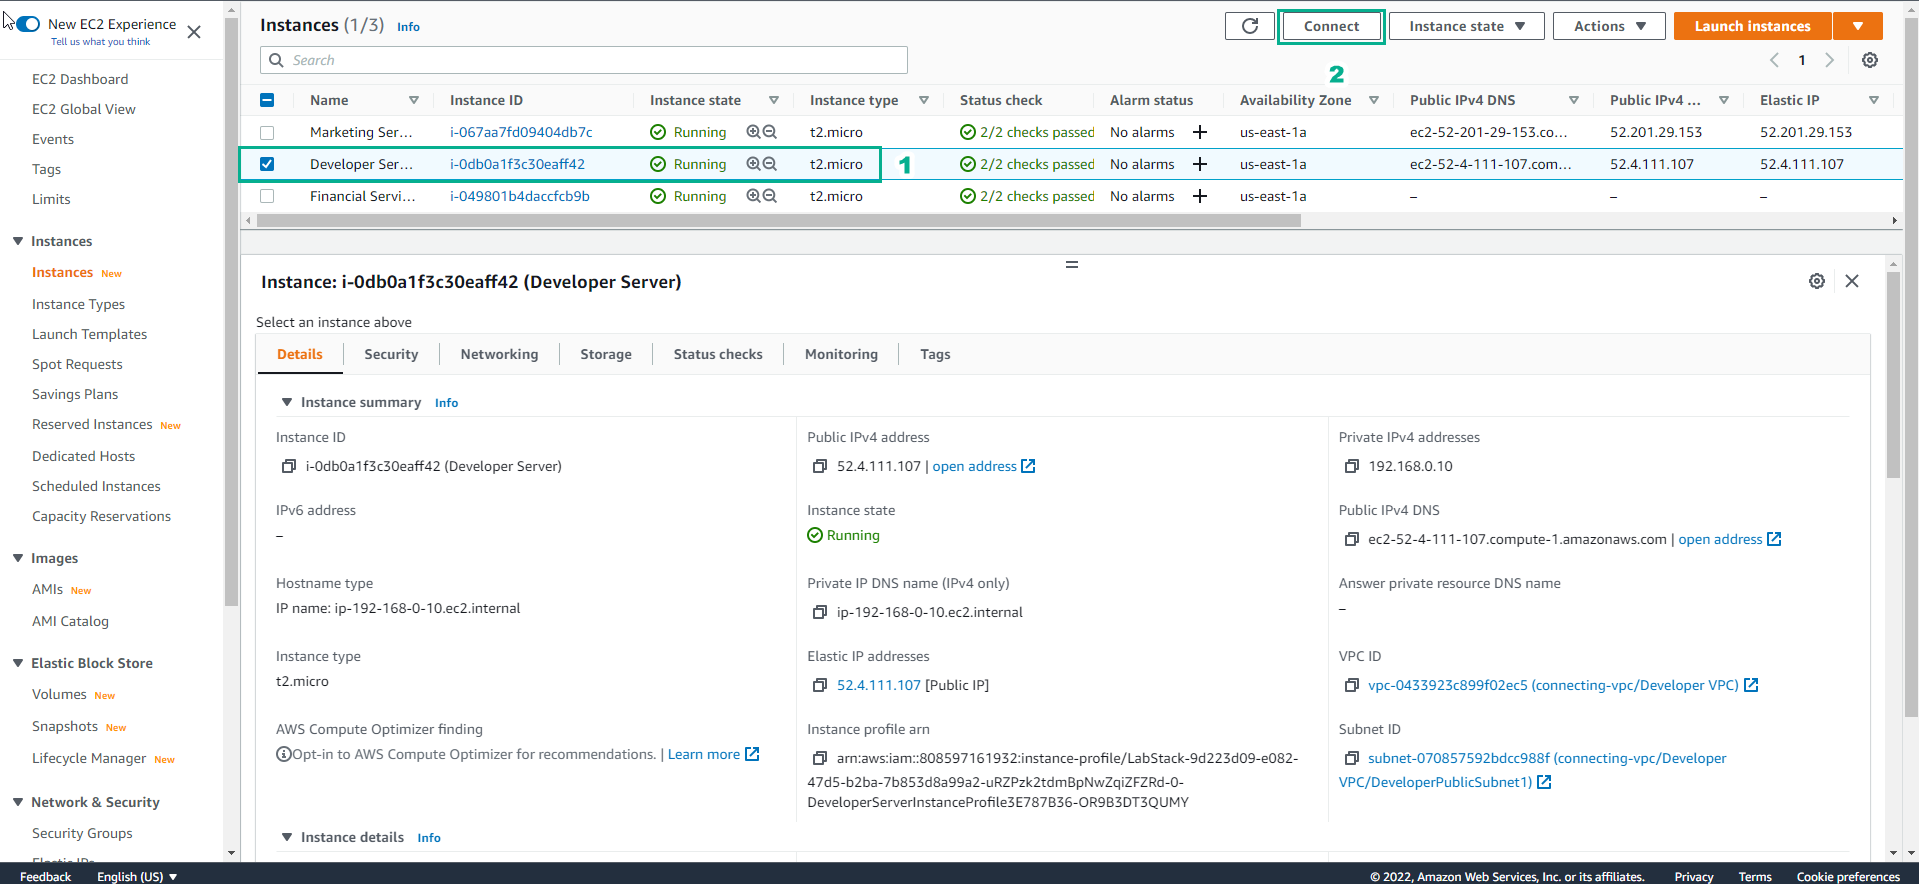 New EC2 Experience
Tell us what you think
EC2 Dashboard
EC2 Global View
Events
Tags
Limits
Instances
Instances New
Instance Types
Launch Templates
Spot Requests
Savings Plans
Reserved Instances New
Dedicated Hosts
Scheduled Instances
Capacity Reservations
Images
AMIs New
AMI Catalog
Elastic Block Store
Volumes New
Snapshots New
Lifecycle Manager New
Network & Security
Security Groups
Elastic IPs
Instances (1/3) Info
Connect Instance state Actions Launch instances
Search
1
2
Name Instance ID Instance state Instance type Status check Alarm status Availability Zone Public IPv4 DNS Public IPv4 ... Elastic IP
Marketing Ser... i-067aa7fd09404db7c Running t2.micro 2/2 checks passed No alarms + us-east-1a ec2-52-201-29-153.co... 52.201.29.153 52.201.29.153
Developer Ser... i-0db0a1f3c30eaff42 Running t2.micro 1 2/2 checks passed No alarms + us-east-1a ec2-52-4-111-107.com... 52.4.111.107 52.4.111.107
Financial Servi... i-049801b4daccfcb9b Running t2.micro 2/2 checks passed No alarms + us-east-1a – – –
Instance: i-0db0a1f3c30eaff42 (Developer Server)
Select an instance above
Details Security Networking Storage Status checks Monitoring Tags
Instance summary Info
Instance ID
i-0db0a1f3c30eaff42 (Developer Server)
Public IPv4 address
52.4.111.107 | open address
Private IPv4 addresses
192.168.0.10
IPv6 address
–
Instance state
Running
Public IPv4 DNS
ec2-52-4-111-107.compute-1.amazonaws.com | open address
Hostname type
IP name: ip-192-168-0-10.ec2.internal
Private IP DNS name (IPv4 only)
ip-192-168-0-10.ec2.internal
Answer private resource DNS name
–
Instance type
t2.micro
Elastic IP addresses
52.4.111.107 [Public IP]
VPC ID
vpc-0433923c899f02ec5 (connecting-vpc/Developer VPC)
AWS Compute Optimizer finding
Opt-in to AWS Compute Optimizer for recommendations. | Learn more
Instance profile arn
arn:aws:iam::808597161932:instance-profile/LabStack-9d223d09-e082-
47d5-b2ba-7b853d8a99a2-uRZPzk2tdmBpNwZqiZFZRd-0-
DeveloperServerInstanceProfile3E787B36-OR9B3DT3QUMY
Subnet ID
subnet-070857592bdcc988f (connecting-vpc/Developer
VPC/DeveloperPublicSubnet1)
Instance details Info
Feedback English (US) © 2022, Amazon Web Services, Inc. or its affiliates. Privacy Terms Cookie preferences